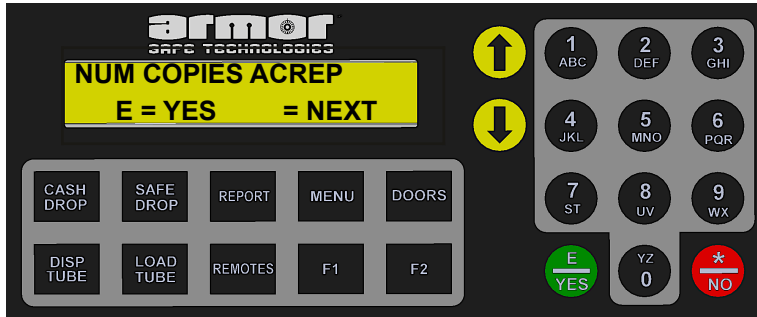 armor
SAFE TECHNOLOGIES
NUM COPIES ACREP
E = YES = NEXT
CASH DROP
SAFE DROP
REPORT
MENU
DOORS
DISP TUBE
LOAD TUBE
REMOTES
F1
F2
1
ABC
2
DEF
3
GHI
4
JKL
5
MNO
6
PQR
7
ST
8
UV
9
WX
E
YES
YZ
0
*
NO